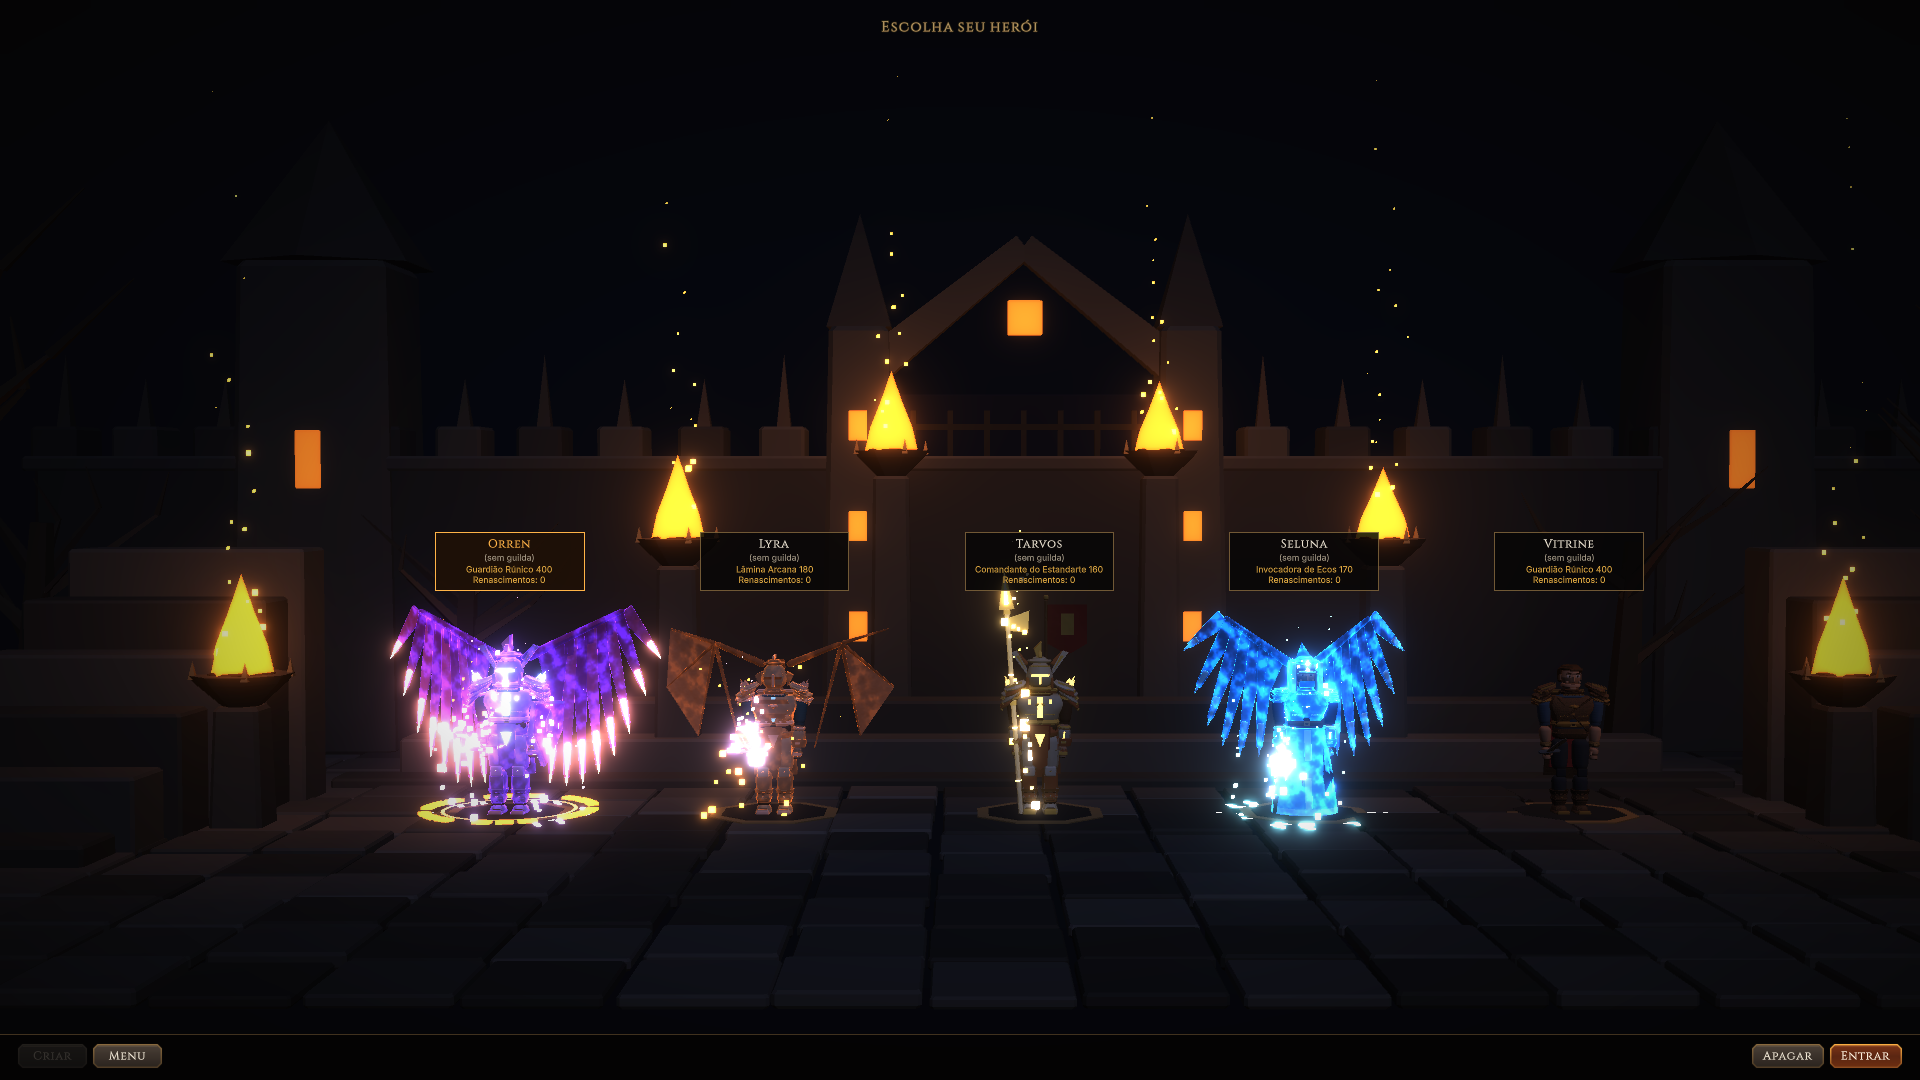 Escolha seu herói
Orren
(sem guilda)
Guardião Rúnico 400
Renascimentos: 0
Lyra
(sem guilda)
Lâmina Arcana 180
Renascimentos: 0
Tarvos
(sem guilda)
Comandante do Estandarte 160
Renascimentos: 0
Seluna
(sem guilda)
Invocadora de Ecos 170
Renascimentos: 0
Vitrine
(sem guilda)
Guardião Rúnico 400
Renascimentos: 0
Criar
Menu
Apagar
Entrar